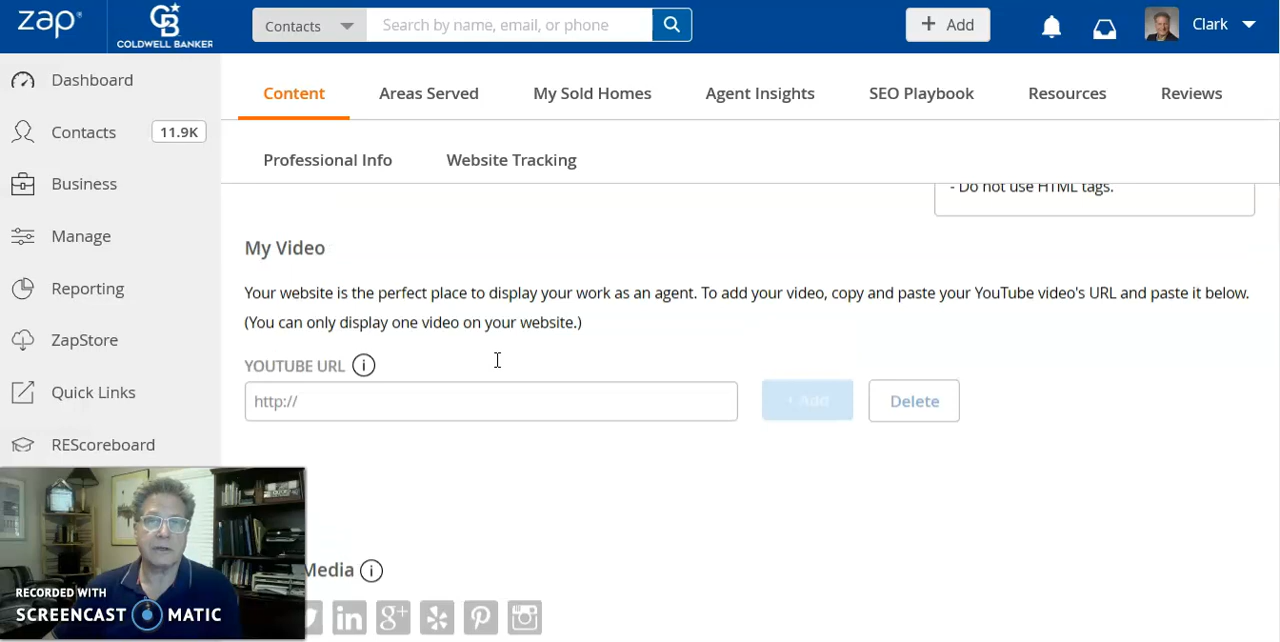 zap®
CB
COLDWELL BANKER
Contacts
Search by name, email, or phone
+ Add
Clark
Dashboard
Contacts 11.9K
Business
Manage
Reporting
ZapStore
Quick Links
REScoreboard
Content Areas Served My Sold Homes Agent Insights SEO Playbook Resources Reviews
Professional Info Website Tracking
- Do not use HTML tags.
My Video
Your website is the perfect place to display your work as an agent. To add your video, copy and paste your YouTube video's URL and paste it below.
(You can only display one video on your website.)
YOUTUBE URL i
http://
+ Add
Delete
Media i
in g+
RECORDED WITH
SCREENCAST MATIC